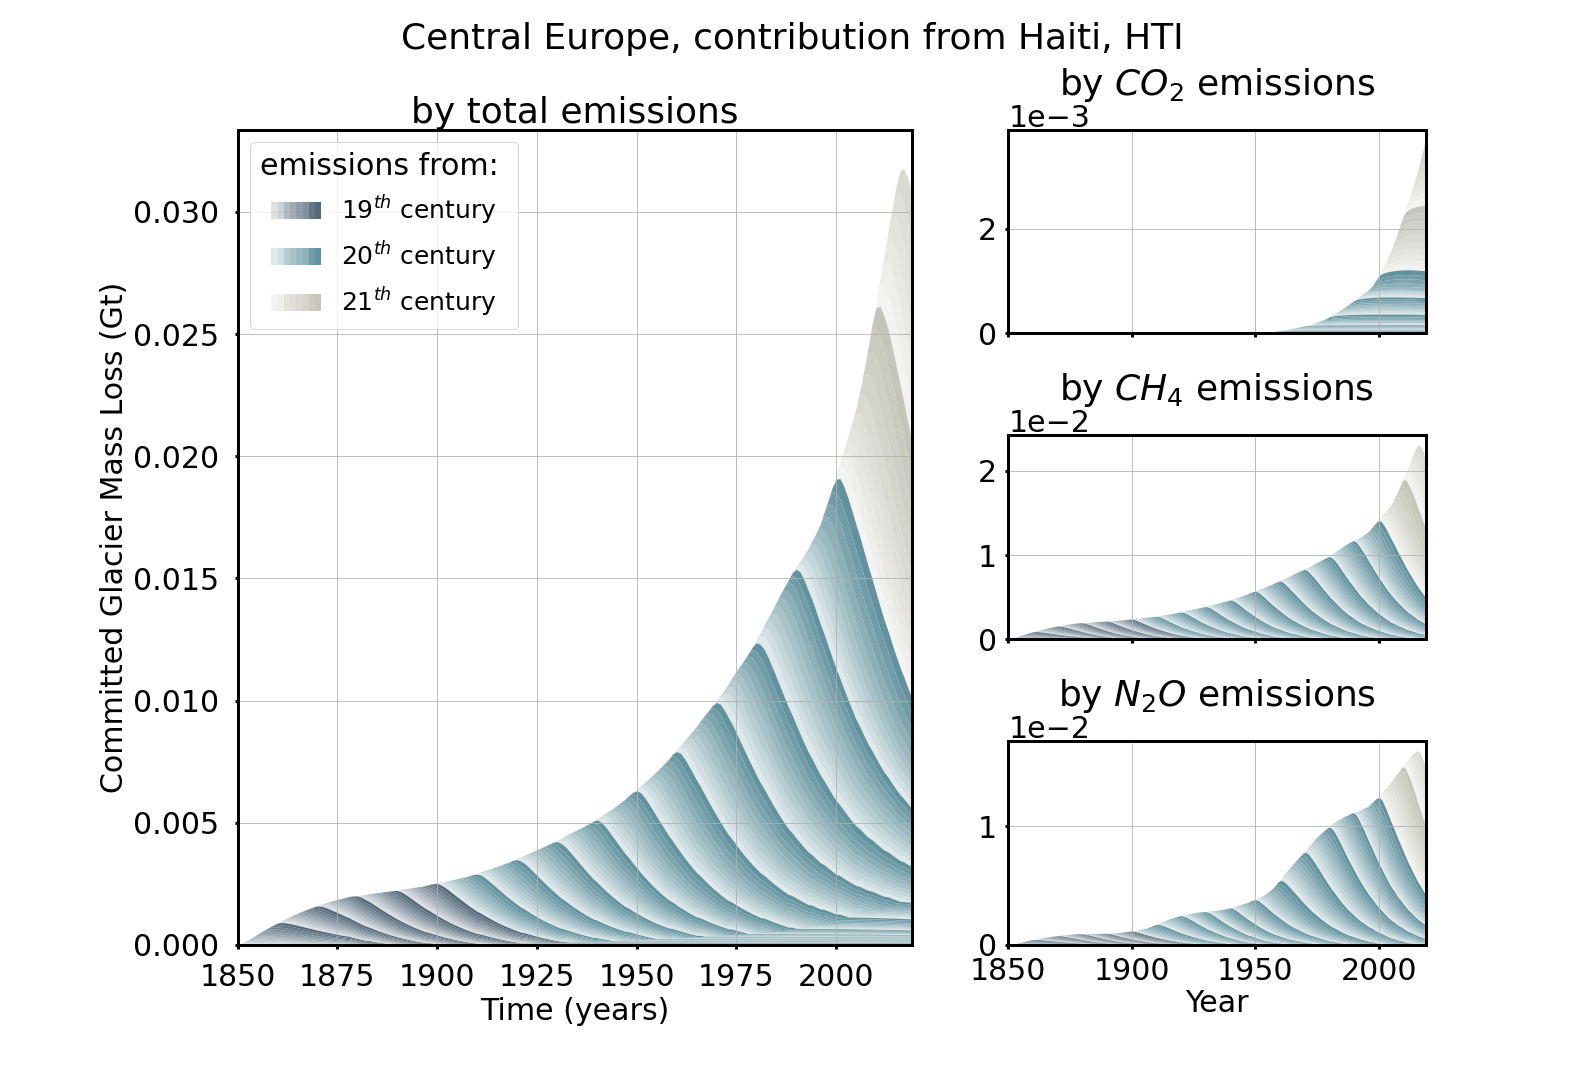 Central Europe, contribution from Haiti, HTI
by total emissions
emissions from:
19th century
20th century
21th century
Committed Glacier Mass Loss (Gt)
0.030
0.025
0.020
0.015
0.010
0.005
0.000
1850 1875 1900 1925 1950 1975 2000
Time (years)
by CO2 emissions
1e−3
2
0
by CH4 emissions
1e−2
2
1
0
by N2O emissions
1e−2
1
0
1850 1900 1950 2000
Year